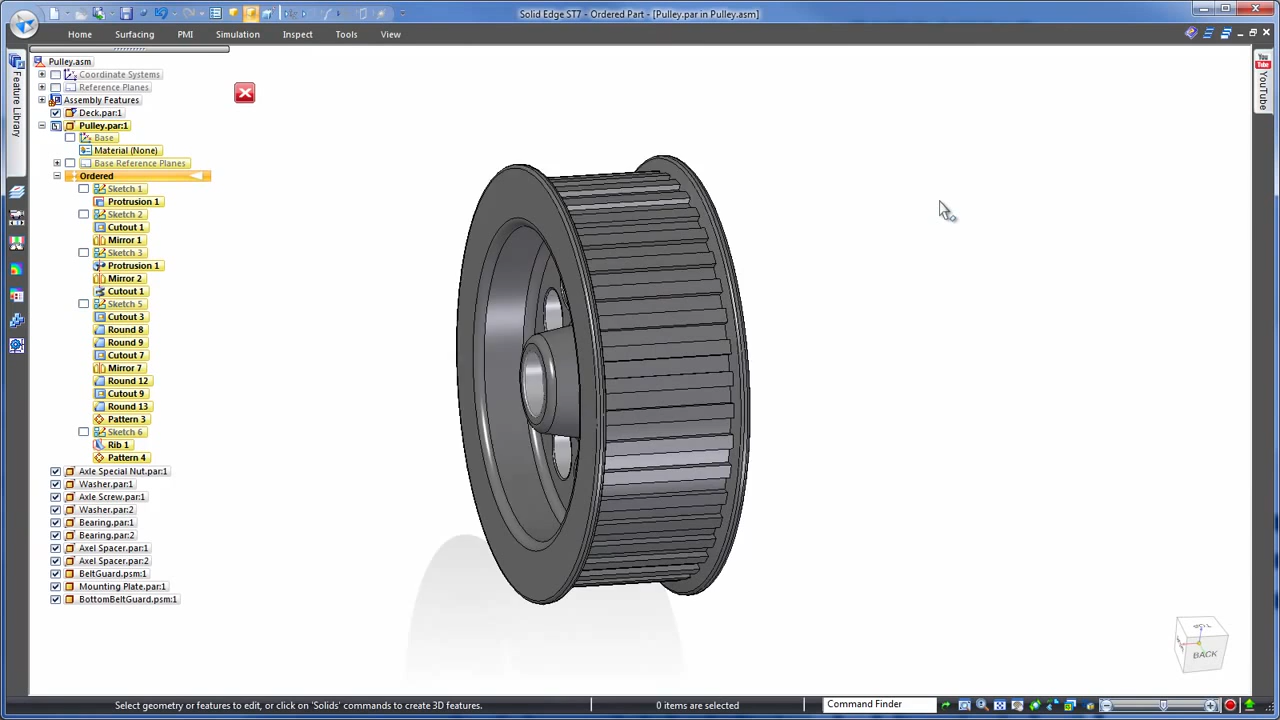 Solid Edge ST7 - Ordered Part - [Pulley.par in Pulley.asm]
Home Surfacing PMI Simulation Inspect Tools View
Pulley.asm
Coordinate Systems
Reference Planes
Assembly Features
Deck.par:1
Pulley.par:1
Base
Material (None)
Base Reference Planes
Ordered
Sketch 1
Protrusion 1
Sketch 2
Cutout 1
Mirror 1
Sketch 3
Protrusion 1
Mirror 2
Cutout 1
Sketch 5
Cutout 3
Round 8
Round 9
Cutout 7
Mirror 7
Round 12
Cutout 9
Round 13
Pattern 3
Sketch 6
Rib 1
Pattern 4
Axle Special Nut.par:1
Washer.par:1
Axle Screw.par:1
Washer.par:2
Bearing.par:1
Bearing.par:2
Axel Spacer.par:1
Axel Spacer.par:2
BeltGuard.psm:1
Mounting Plate.par:1
BottomBeltGuard.psm:1
Feature Library
You
Tube
YouTube
TOP
BACK
Select geometry or features to edit, or click on 'Solids' commands to create 3D features.
0 items are selected
Command Finder